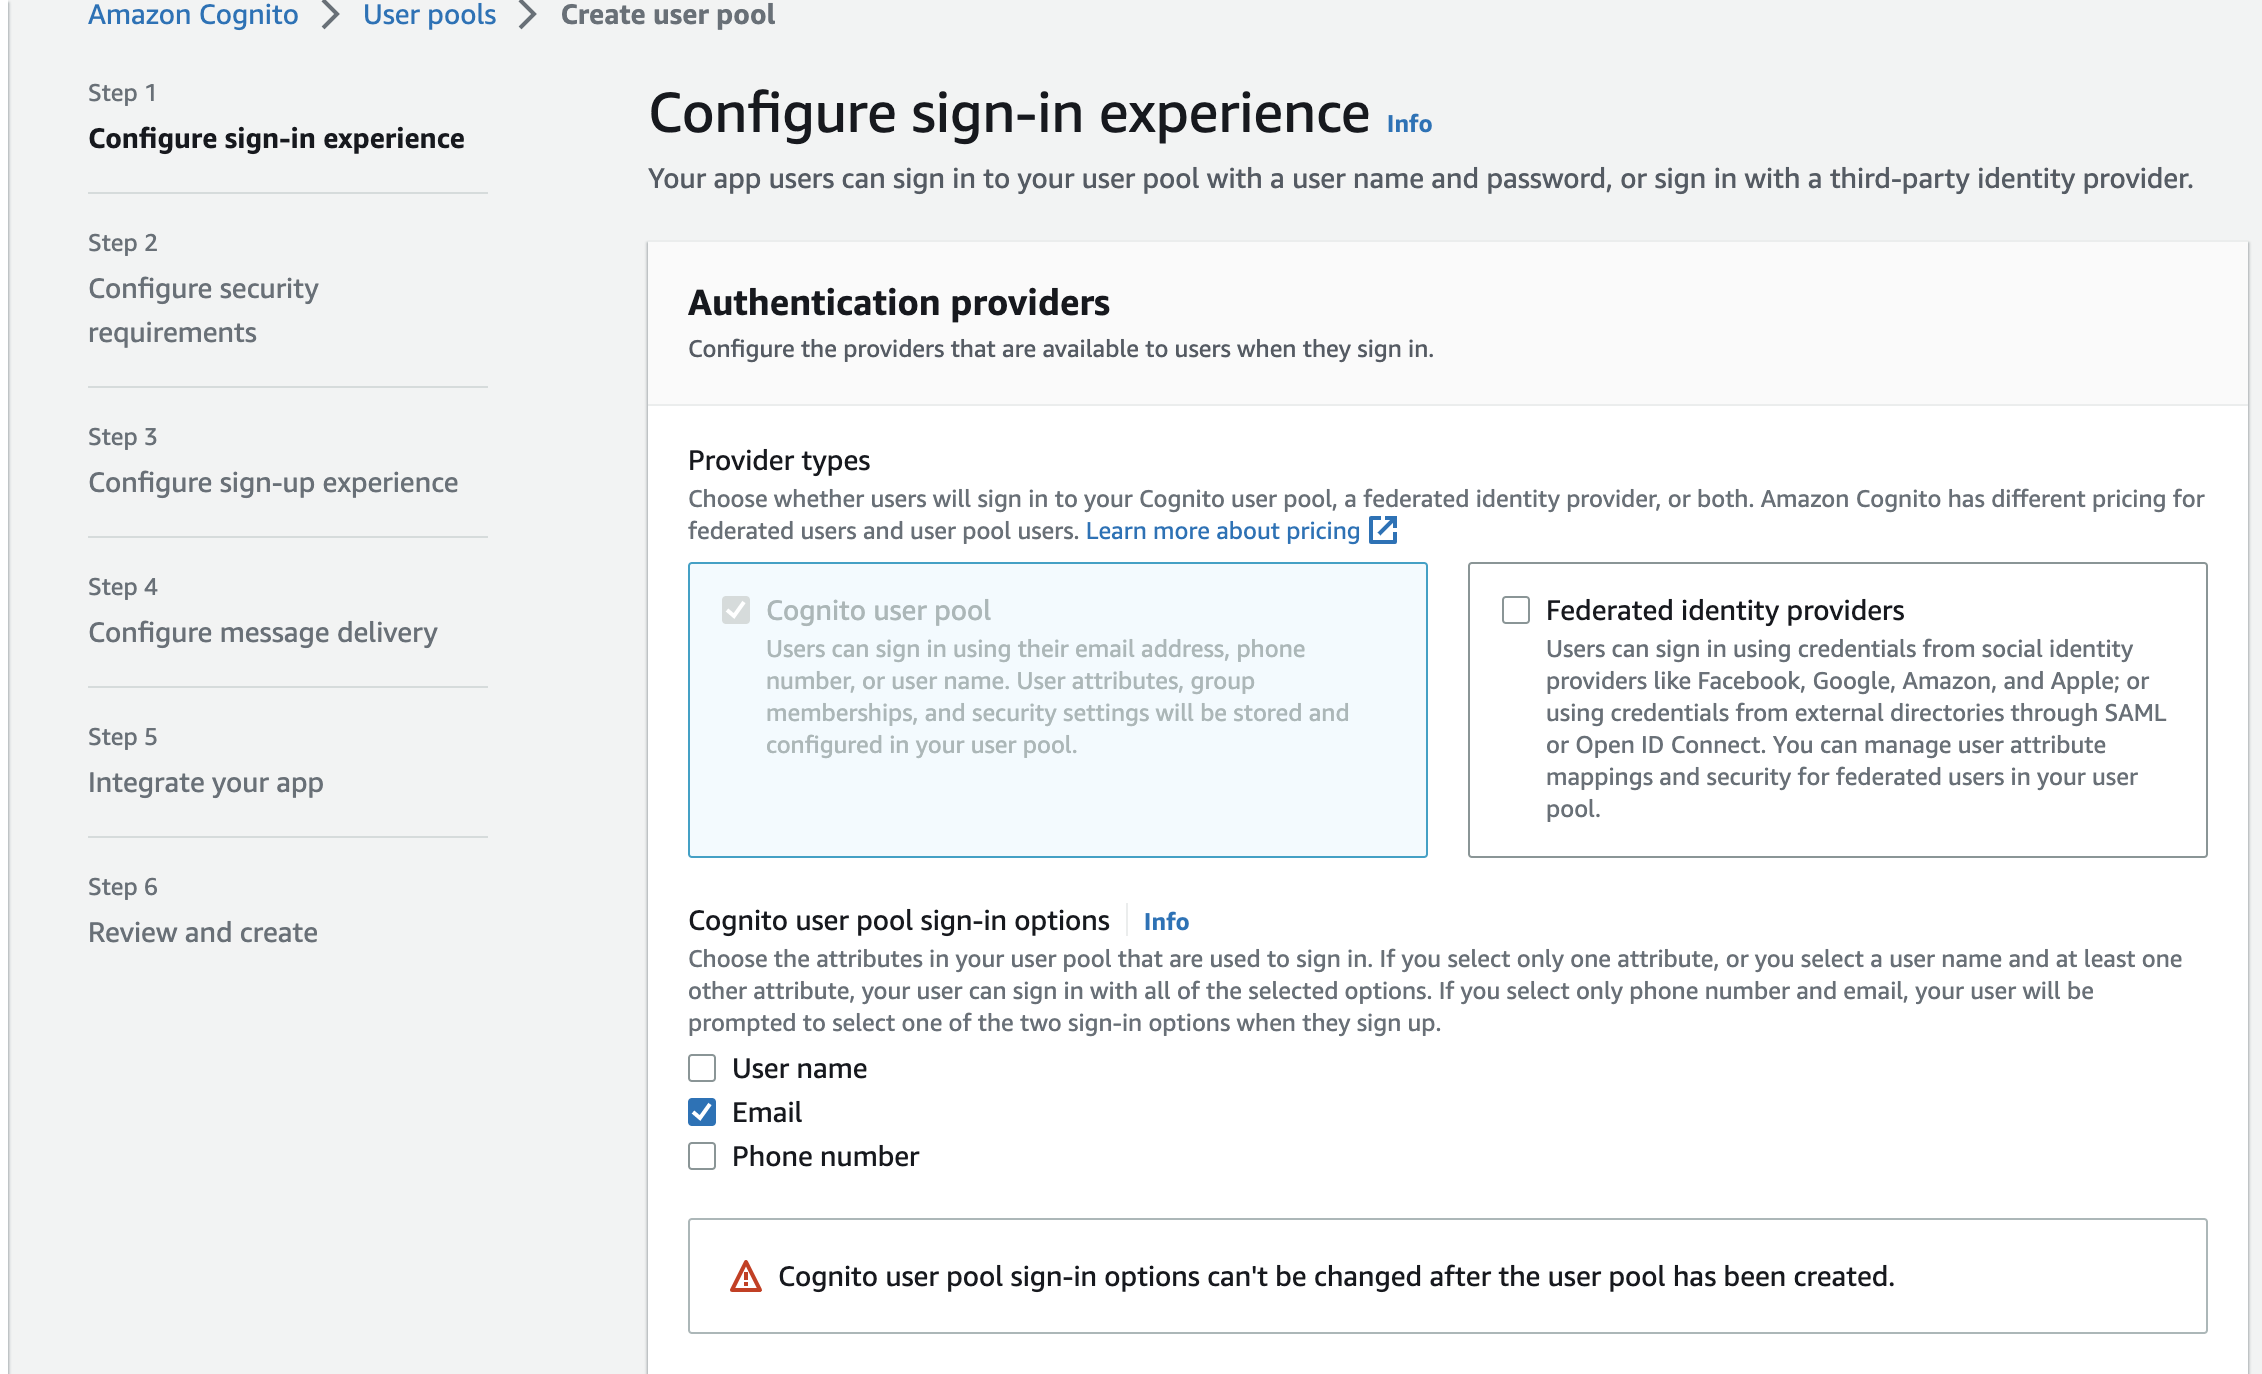 Amazon Cognito > User pools > Create user pool
Step 1
Configure sign-in experience
Step 2
Configure security
requirements
Step 3
Configure sign-up experience
Step 4
Configure message delivery
Step 5
Integrate your app
Step 6
Review and create
Configure sign-in experience Info
Your app users can sign in to your user pool with a user name and password, or sign in with a third-party identity provider.
Authentication providers
Configure the providers that are available to users when they sign in.
Provider types
Choose whether users will sign in to your Cognito user pool, a federated identity provider, or both. Amazon Cognito has different pricing for
federated users and user pool users. Learn more about pricing
Cognito user pool
Users can sign in using their email address, phone
number, or user name. User attributes, group
memberships, and security settings will be stored and
configured in your user pool.
Federated identity providers
Users can sign in using credentials from social identity
providers like Facebook, Google, Amazon, and Apple; or
using credentials from external directories through SAML
or Open ID Connect. You can manage user attribute
mappings and security for federated users in your user
pool.
Cognito user pool sign-in options Info
Choose the attributes in your user pool that are used to sign in. If you select only one attribute, or you select a user name and at least one
other attribute, your user can sign in with all of the selected options. If you select only phone number and email, your user will be
prompted to select one of the two sign-in options when they sign up.
User name
Email
Phone number
Cognito user pool sign-in options can't be changed after the user pool has been created.